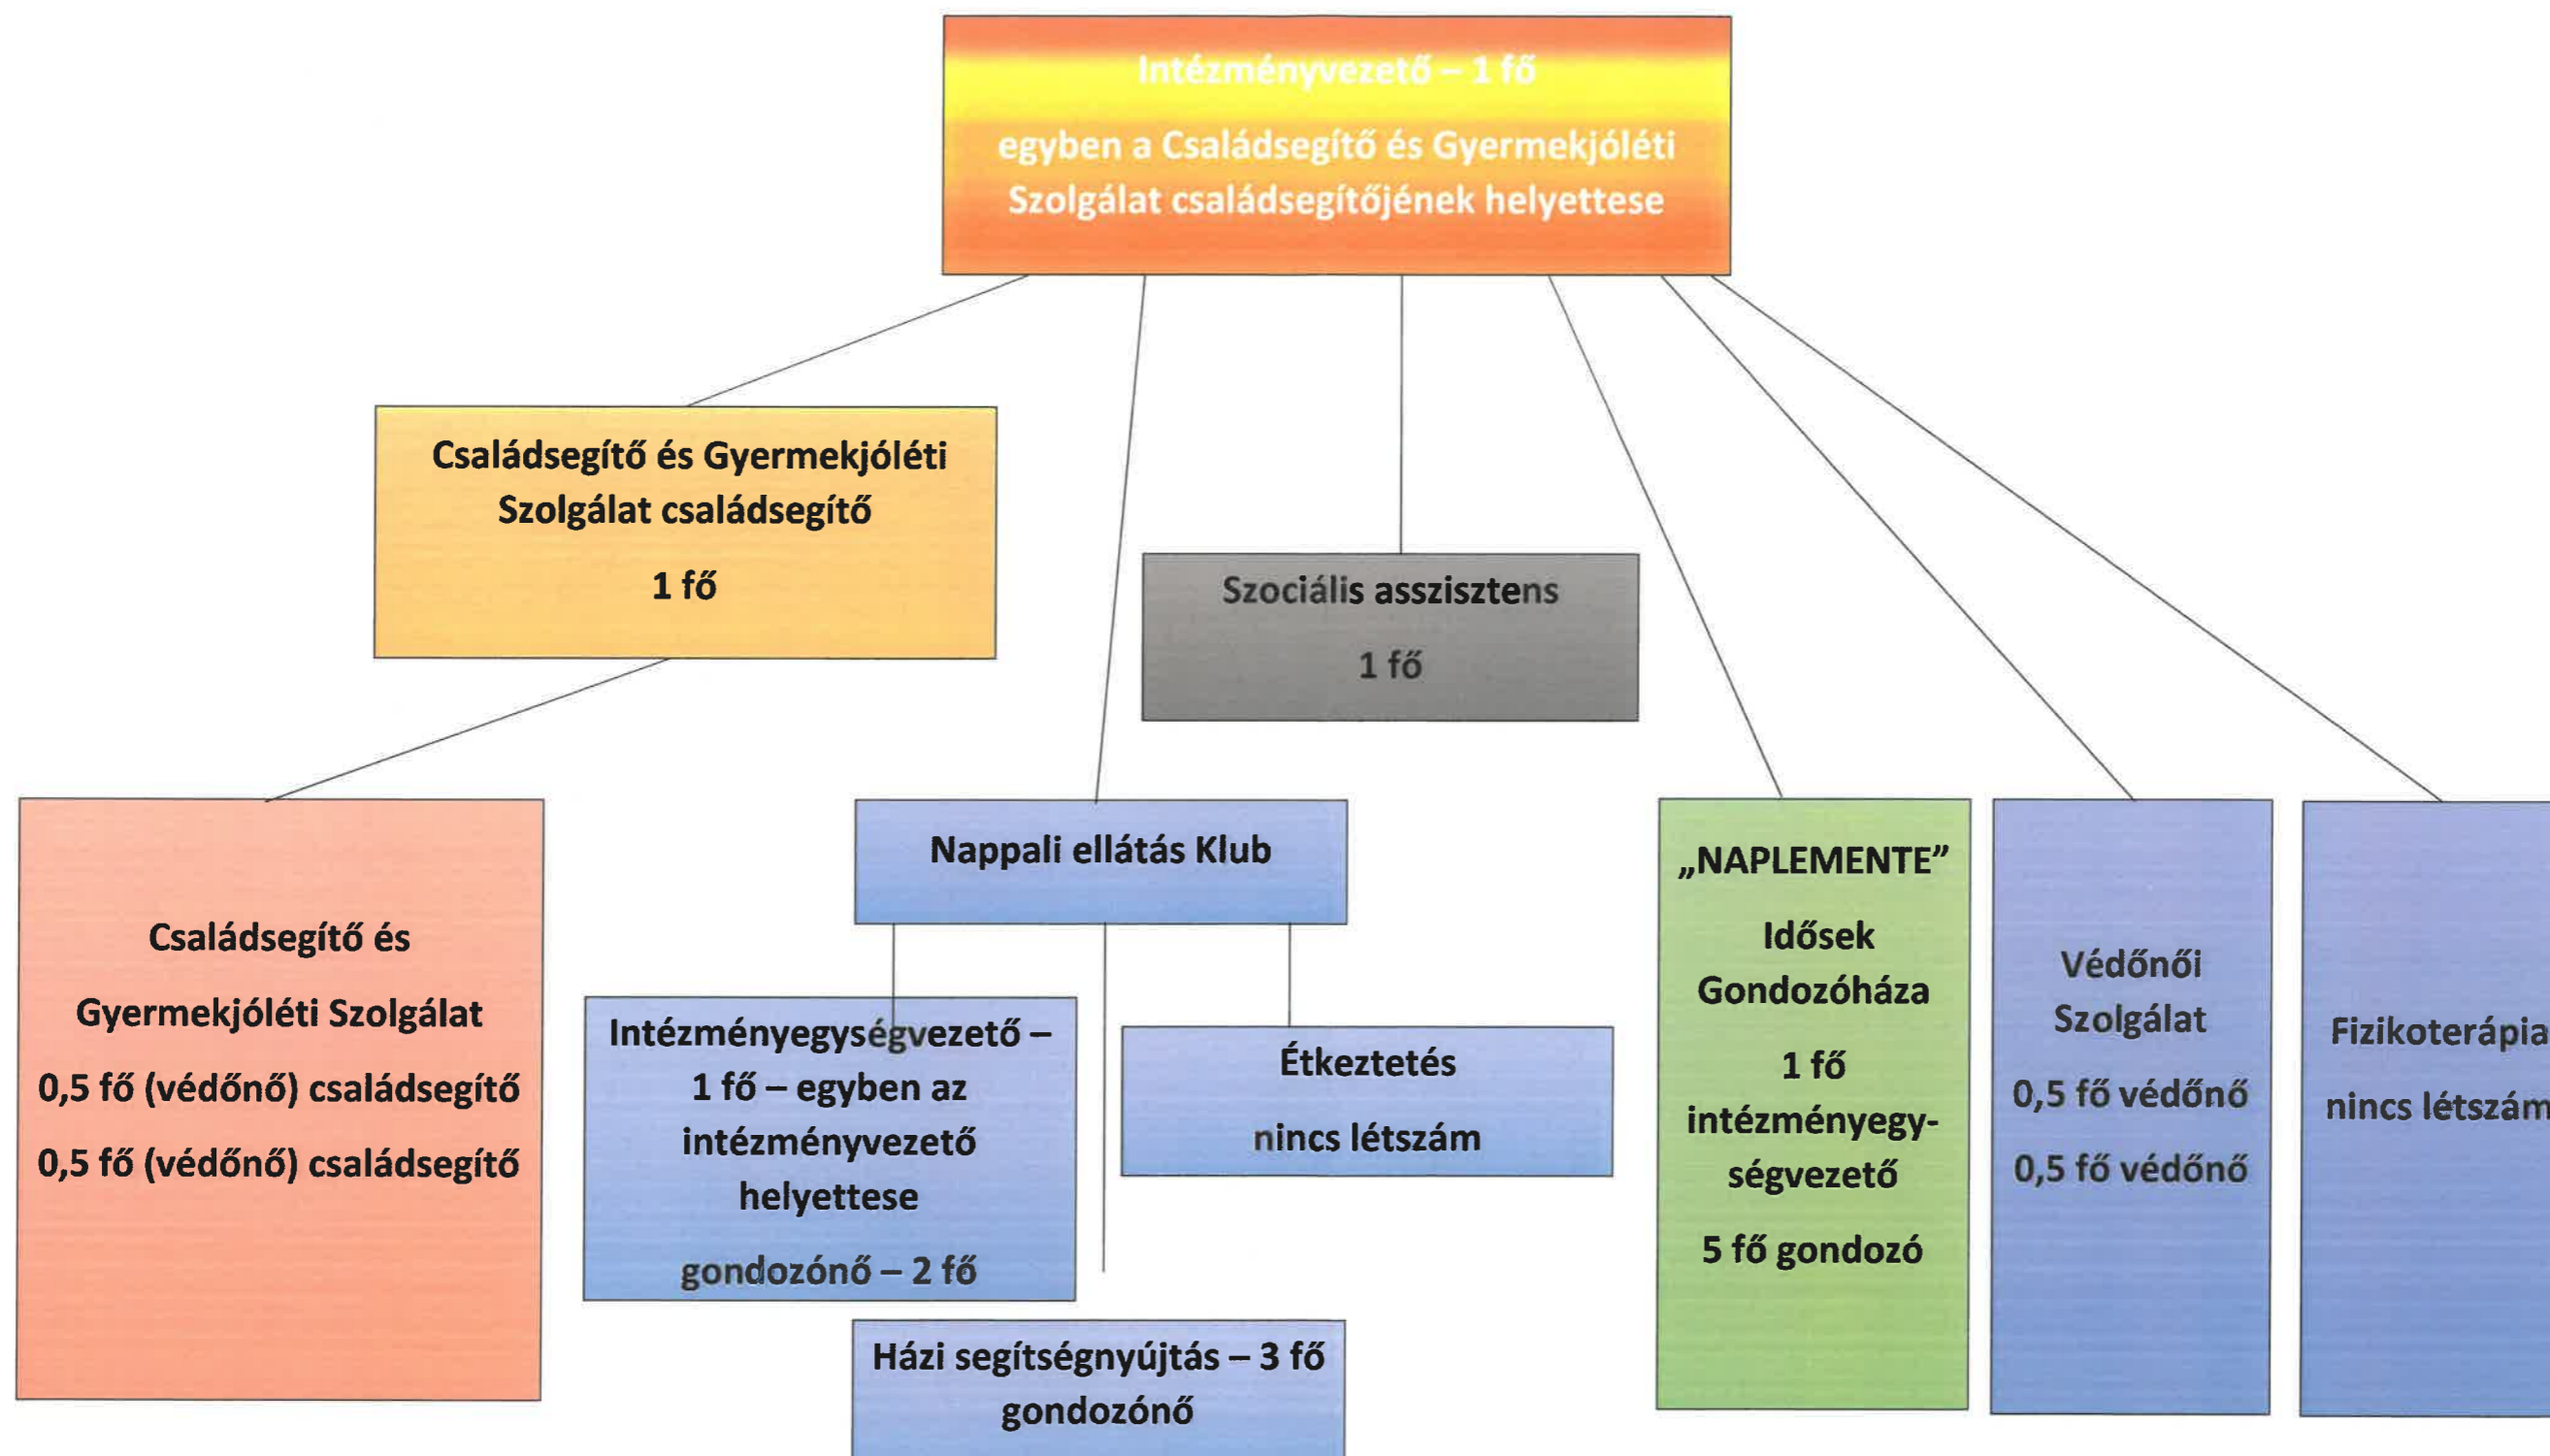 Intézményvezető – 1 fő
egyben a Családsegítő és Gyermekjóléti
Szolgálat családsegítőjének helyettese
Családsegítő és Gyermekjóléti
Szolgálat családsegítő
1 fő
Szociális asszisztens
1 fő
Családsegítő és
Gyermekjóléti Szolgálat
0,5 fő (védőnő) családsegítő
0,5 fő (védőnő) családsegítő
Nappali ellátás Klub
Intézményegységvezető –
1 fő – egyben az
intézményvezető
helyettese
gondozónő – 2 fő
Étkeztetés
nincs létszám
Házi segítségnyújtás – 3 fő
gondozónő
„NAPLEMENTE”
Idősek
Gondozóháza
1 fő
intézményegy-
ségvezető
5 fő gondozó
Védőnői
Szolgálat
0,5 fő védőnő
0,5 fő védőnő
Fizikoterápia
nincs létszám